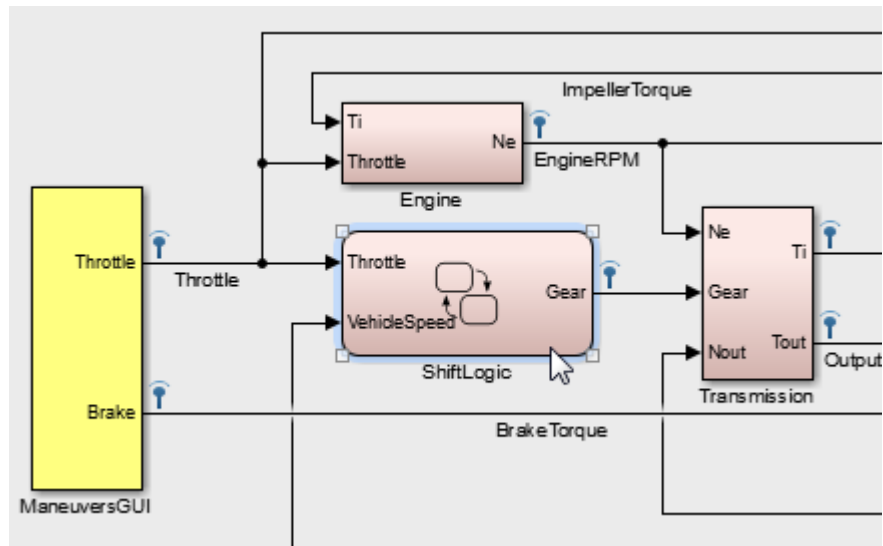 ImpellerTorque
Ti
Throttle
Ne
EngineRPM
Engine
Throttle
Throttle
Throttle
VehicleSpeed
Gear
ShiftLogic
Ne
Gear
Nout
Ti
Tout
Output
Transmission
Brake
BrakeTorque
ManeuversGUI